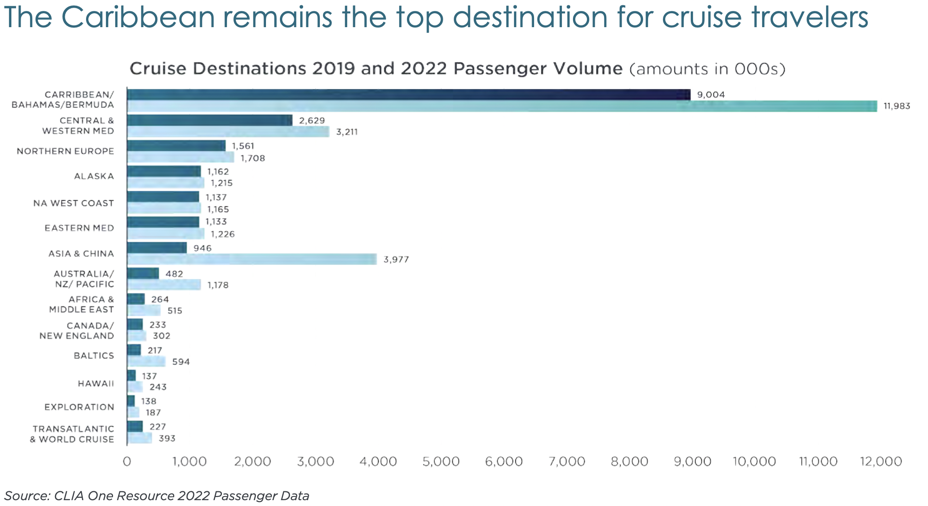 The Caribbean remains the top destination for cruise travelers
Cruise Destinations 2019 and 2022 Passenger Volume (amounts in 000s)
CARRIBBEAN/
BAHAMAS/BERMUDA
9,004
11,983
CENTRAL &
WESTERN MED
2,629
3,211
NORTHERN EUROPE
1,561
1,708
ALASKA
1,162
1,215
NA WEST COAST
1,137
1,165
EASTERN MED
1,133
1,226
ASIA & CHINA
946
3,977
AUSTRALIA/
NZ/ PACIFIC
482
1,178
AFRICA &
MIDDLE EAST
264
515
CANADA/
NEW ENGLAND
233
302
BALTICS
217
594
HAWAII
137
243
EXPLORATION
138
187
TRANSATLANTIC
& WORLD CRUISE
227
393
0 1,000 2,000 3,000 4,000 5,000 6,000 7,000 8,000 9,000 10,000 11,000 12,000
Source: CLIA One Resource 2022 Passenger Data